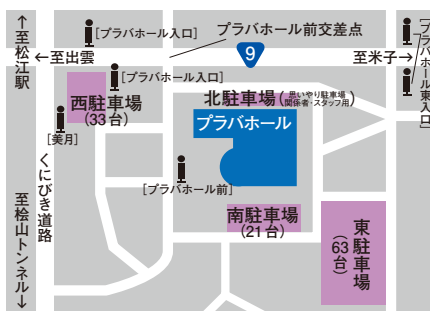 ↑至松江駅
[プラバホール入口]
プラバホール前交差点
←至出雲
9
至米子→
[プラバホール東入口]
[プラバホール入口]
西駐車場
(33台)
北駐車場(思いやり駐車場
関係者・スタッフ用)
プラバホール
[美月]
くにびき道路
[プラバホール前]
南駐車場
(21台)
東駐車場
(63台)
至桧山トンネル↓